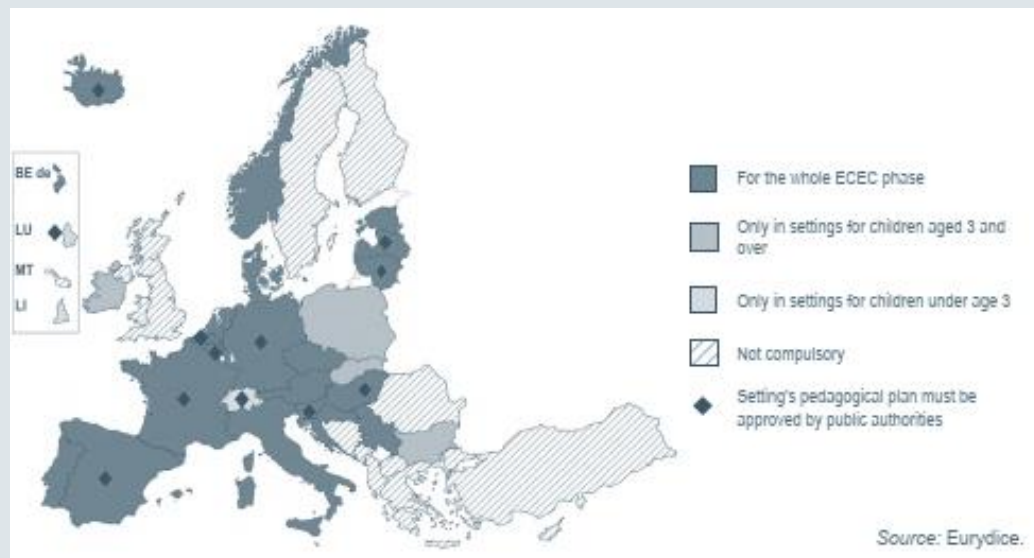 BE de
LU
MT
LI
For the whole ECEC phase
Only in settings for children aged 3 and
over
Only in settings for children under age 3
Not compulsory
Setting's pedagogical plan must be
approved by public authorities
Source: Eurydice.